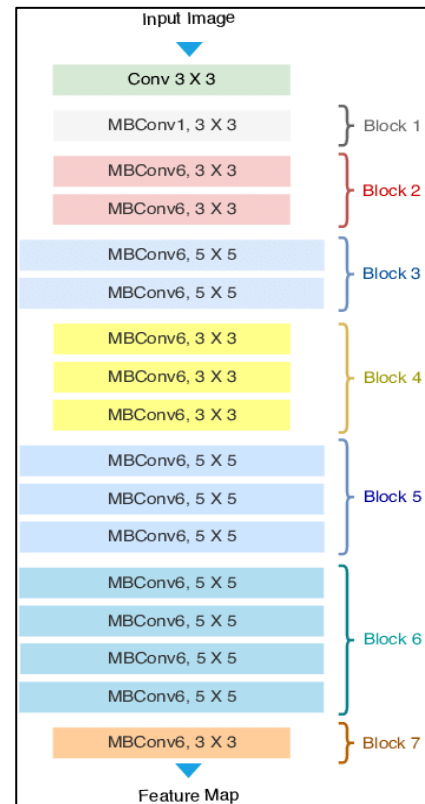 Input Image
Conv 3 X 3
MBConv1, 3 X 3
Block 1
MBConv6, 3 X 3
MBConv6, 3 X 3
Block 2
MBConv6, 5 X 5
MBConv6, 5 X 5
Block 3
MBConv6, 3 X 3
MBConv6, 3 X 3
MBConv6, 3 X 3
Block 4
MBConv6, 5 X 5
MBConv6, 5 X 5
MBConv6, 5 X 5
Block 5
MBConv6, 5 X 5
MBConv6, 5 X 5
MBConv6, 5 X 5
MBConv6, 5 X 5
Block 6
MBConv6, 3 X 3
Block 7
Feature Map